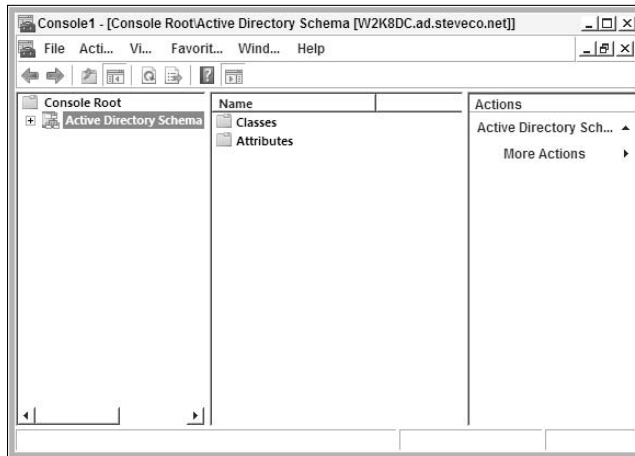 Console1 - [Console Root\Active Directory Schema [W2K8DC.ad.steveco.net]]
File Acti... Vi... Favorit... Wind... Help
Console Root
Active Directory Schema
Name
Classes
Attributes
Actions
Active Directory Sch...
More Actions